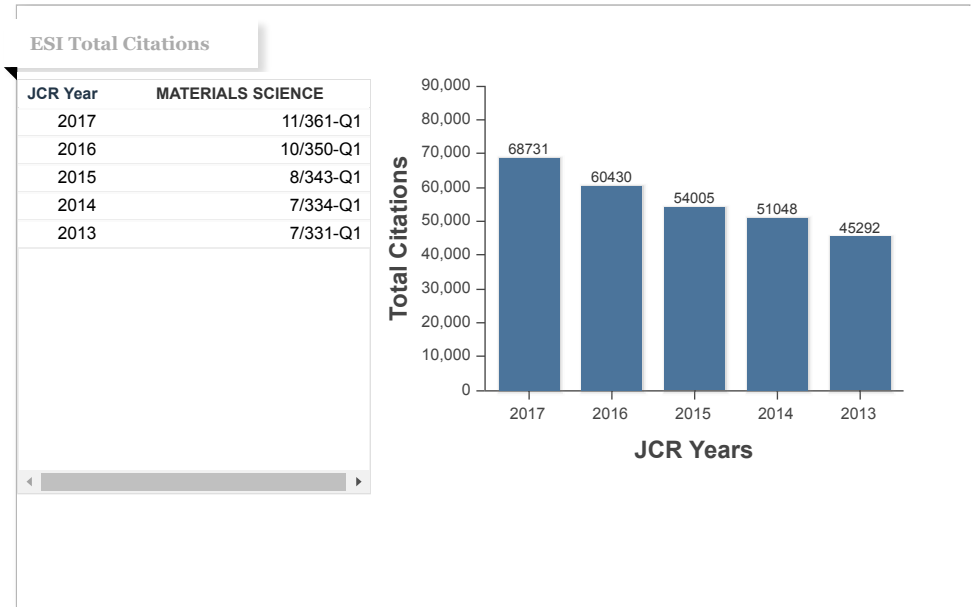 ESI Total Citations
JCR Year MATERIALS SCIENCE
2017 11/361-Q1
2016 10/350-Q1
2015 8/343-Q1
2014 7/334-Q1
2013 7/331-Q1
Total Citations
90,000
80,000
70,000
60,000
50,000
40,000
30,000
20,000
10,000
0
68731
60430
54005
51048
45292
2017 2016 2015 2014 2013
JCR Years